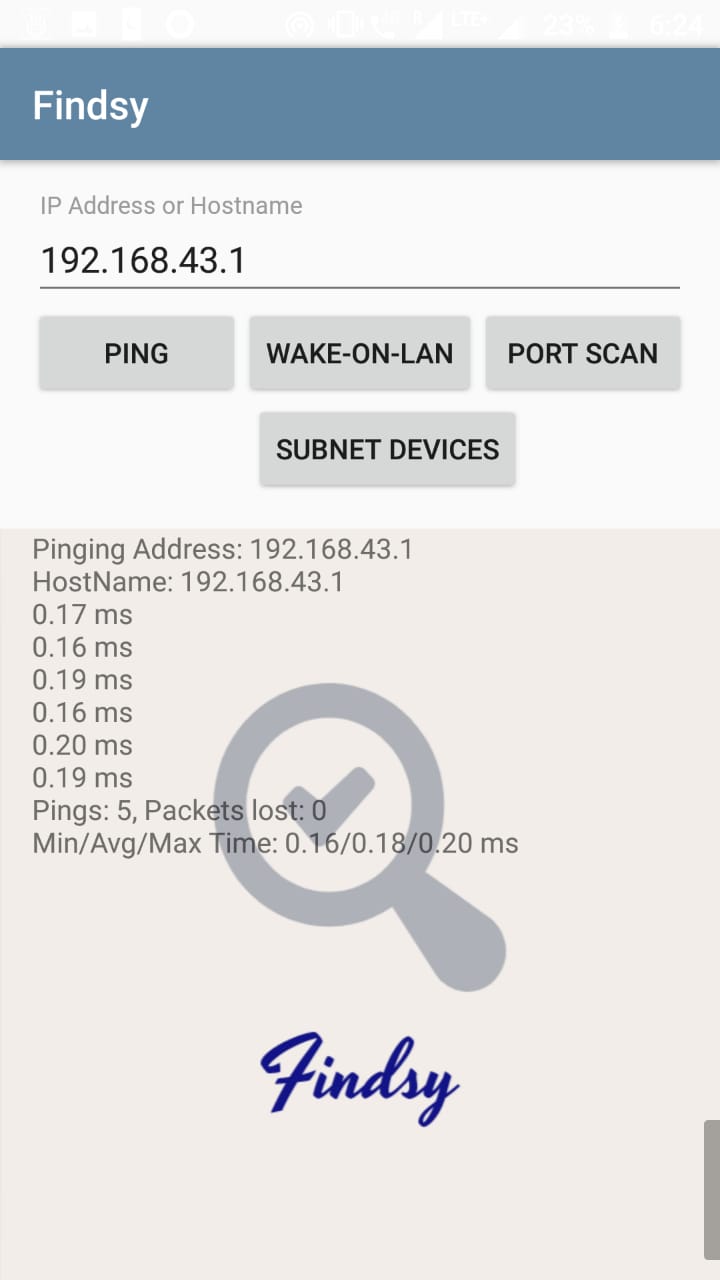 R LTE+ 23% 6:24
Findsy
IP Address or Hostname
192.168.43.1
PING WAKE-ON-LAN PORT SCAN
SUBNET DEVICES
Pinging Address: 192.168.43.1
HostName: 192.168.43.1
0.17 ms
0.16 ms
0.19 ms
0.16 ms
0.20 ms
0.19 ms
Pings: 5, Packets lost: 0
Min/Avg/Max Time: 0.16/0.18/0.20 ms
Findsy